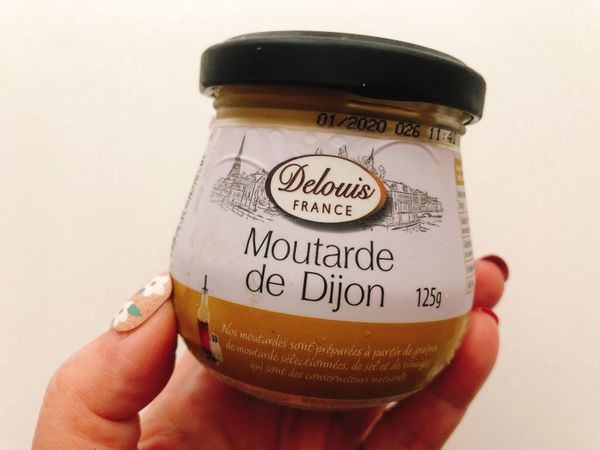 01/2020 026 11:41
Delouis
FRANCE
Moutarde
de Dijon
125g
Nos moutardes sont préparées à partir de graines
de moutarde sélectionnées, de sel et de vinaigre
qui sont des conservateurs naturels.